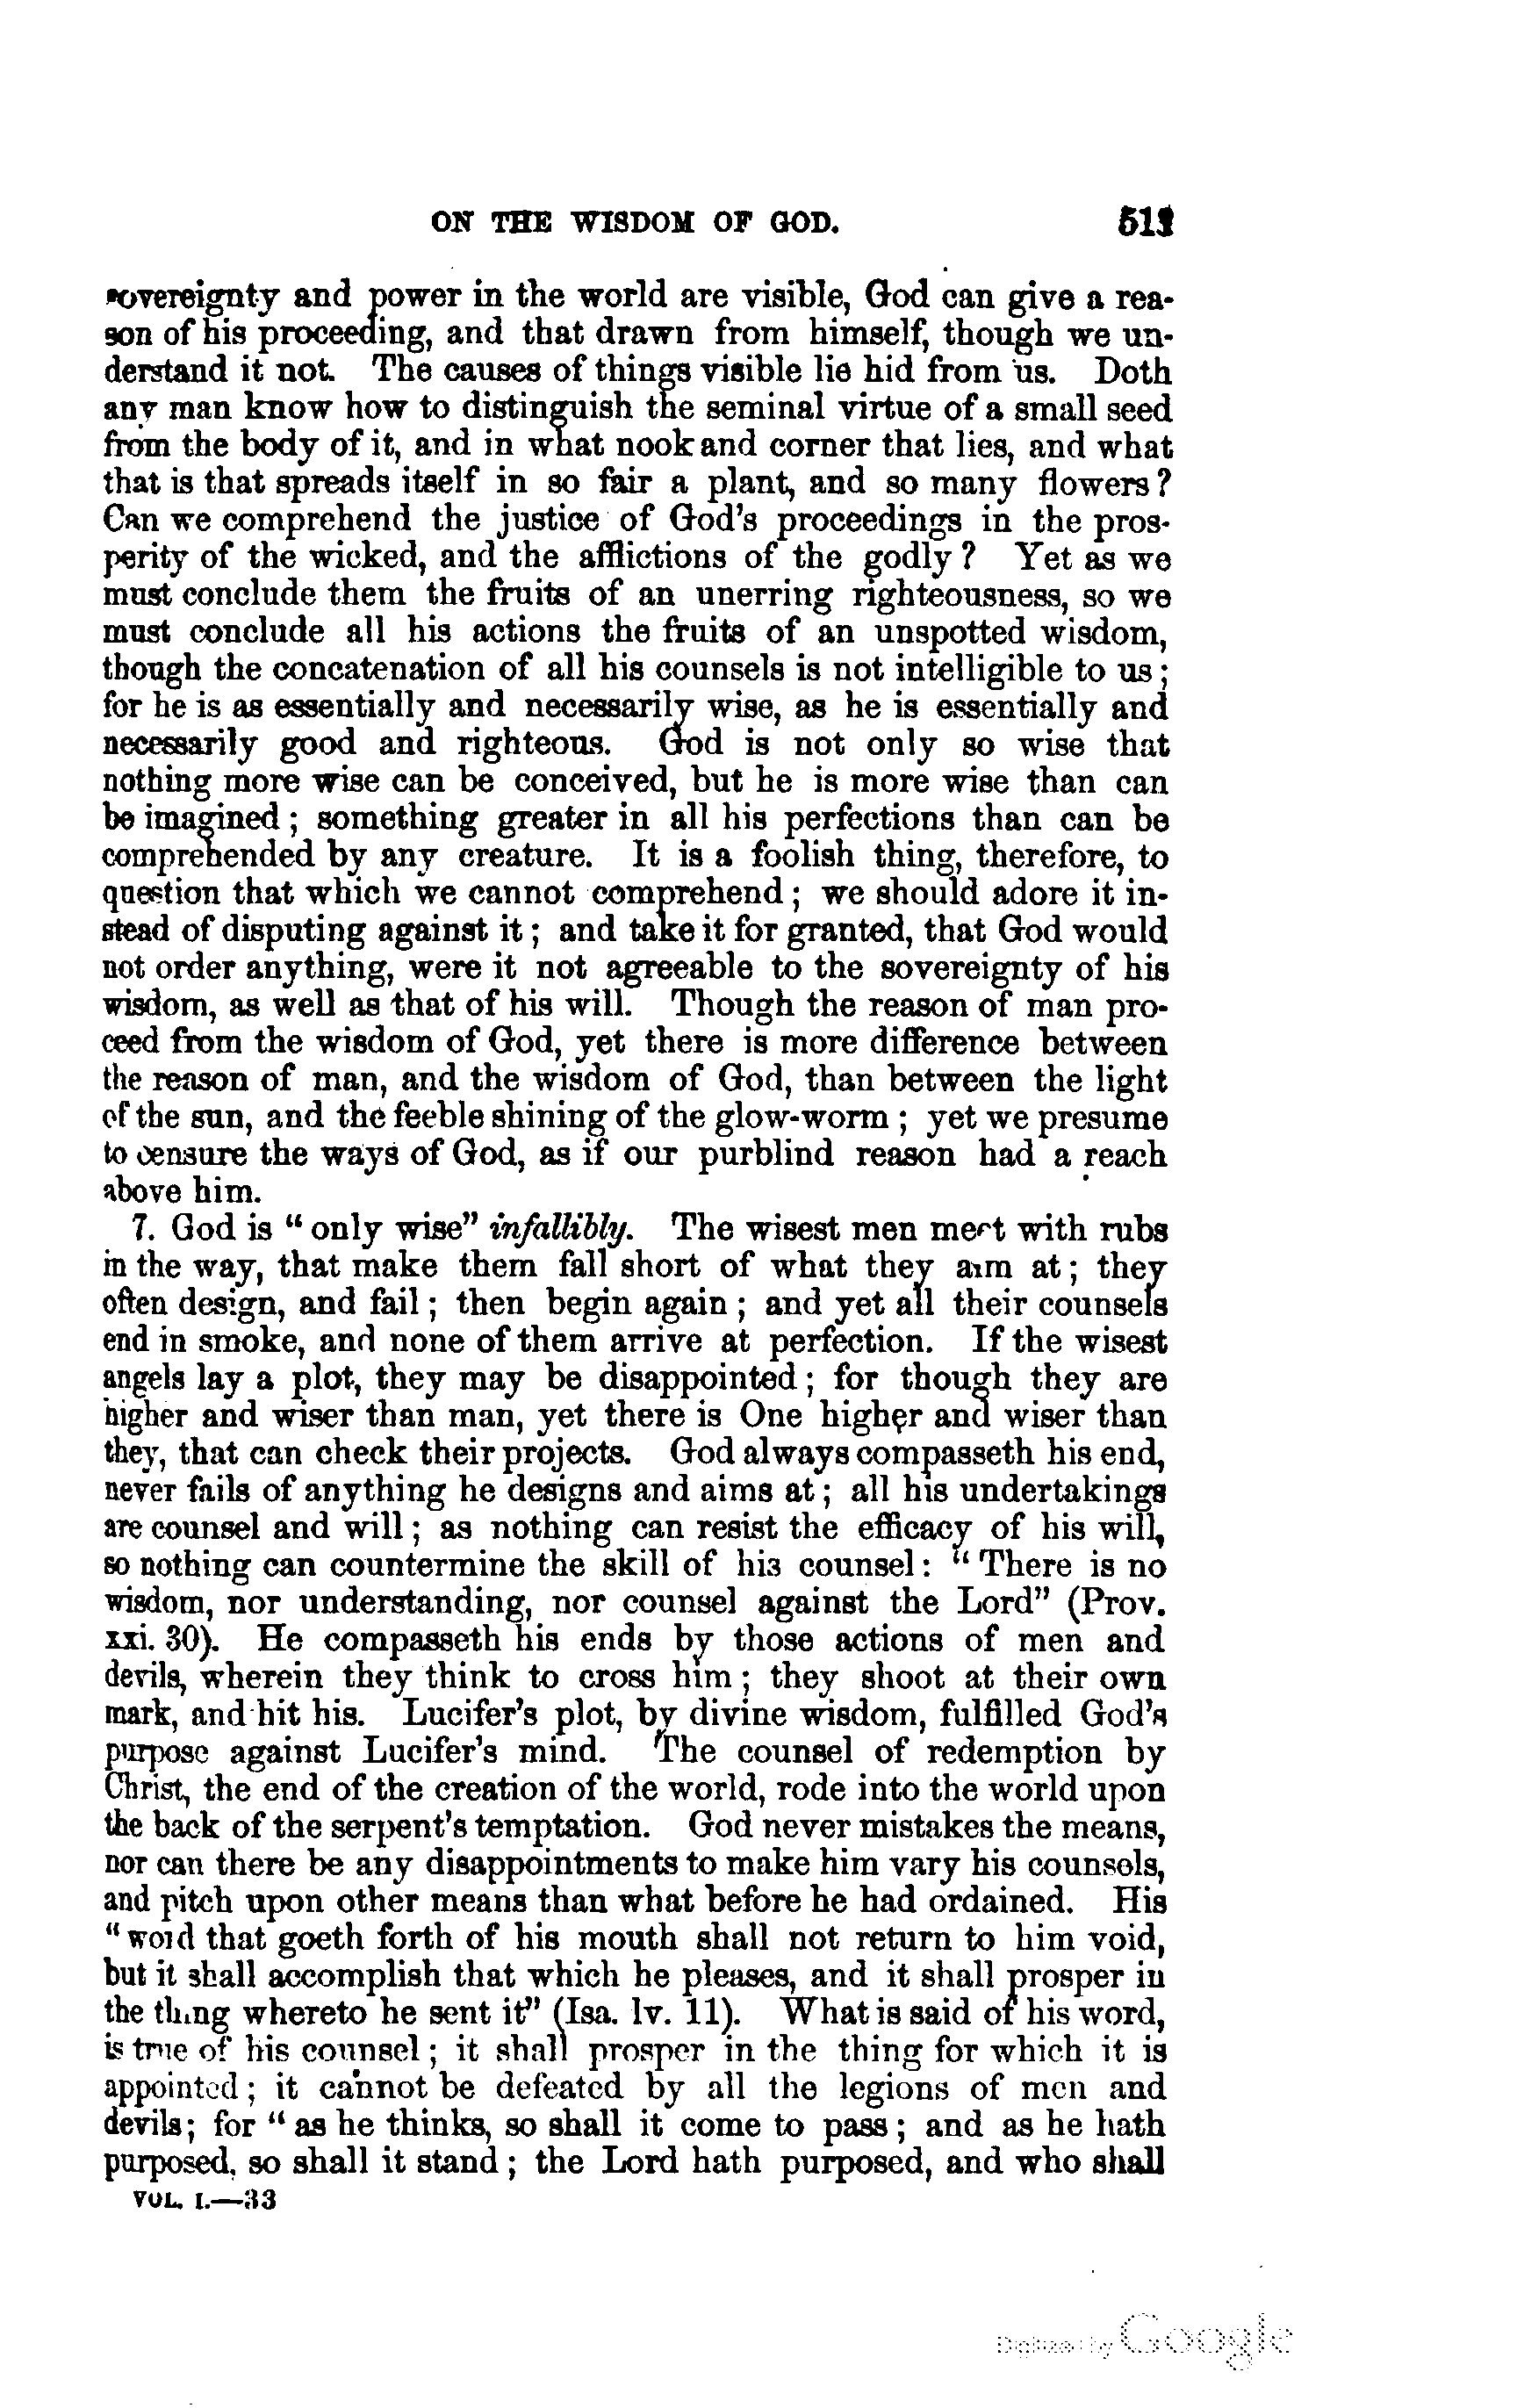 ON THE WISDOM OF GOD. 513
sovereignty and power in the world are visible, God can give a rea-
son of his proceeding, and that drawn from himself, though we un-
derstand it not. The causes of things visible lie hid from us. Doth
any man know how to distinguish the seminal virtue of a small seed
from the body of it, and in what nook and corner that lies, and what
that is that spreads itself in so fair a plant, and so many flowers?
Can we comprehend the justice of God's proceedings in the pros-
perity of the wicked, and the afflictions of the godly? Yet as we
must conclude them the fruits of an unerring righteousness, so we
must conclude all his actions the fruits of an unspotted wisdom,
though the concatenation of all his counsels is not intelligible to us;
for he is as essentially and necessarily wise, as he is essentially and
necessarily good and righteous. God is not only so wise that
nothing more wise can be conceived, but he is more wise than can
be imagined; something greater in all his perfections than can be
comprehended by any creature. It is a foolish thing, therefore, to
question that which we cannot comprehend; we should adore it in-
stead of disputing against it; and take it for granted, that God would
not order anything, were it not agreeable to the sovereignty of his
wisdom, as well as that of his will. Though the reason of man pro-
ceed from the wisdom of God, yet there is more difference between
the reason of man, and the wisdom of God, than between the light
of the sun, and the feeble shining of the glow-worm; yet we presume
to censure the ways of God, as if our purblind reason had a reach
above him.
7. God is "only wise" infallibly. The wisest men meet with rubs
in the way, that make them fall short of what they aim at; they
often design, and fail; then begin again; and yet all their counsels
end in smoke, and none of them arrive at perfection. If the wisest
angels lay a plot, they may be disappointed; for though they are
higher and wiser than man, yet there is One higher and wiser than
they, that can check their projects. God always compasseth his end,
never fails of anything he designs and aims at; all his undertakings
are counsel and will; as nothing can resist the efficacy of his will,
so nothing can countermine the skill of his counsel: "There is no
wisdom, nor understanding, nor counsel against the Lord" (Prov.
xxi. 30). He compasseth his ends by those actions of men and
devils, wherein they think to cross him; they shoot at their own
mark, and hit his. Lucifer's plot, by divine wisdom, fulfilled God's
purpose against Lucifer's mind. The counsel of redemption by
Christ, the end of the creation of the world, rode into the world upon
the back of the serpent's temptation. God never mistakes the means,
nor can there be any disappointments to make him vary his counsels,
and pitch upon other means than what before he had ordained. His
"word that goeth forth of his mouth shall not return to him void,
but it shall accomplish that which he pleases, and it shall prosper in
the thing whereto he sent it" (Isa. lv. 11). What is said of his word,
is true of his counsel; it shall prosper in the thing for which it is
appointed; it cannot be defeated by all the legions of men and
devils; for "as he thinks, so shall it come to pass; and as he hath
purposed, so shall it stand; the Lord hath purposed, and who shall
VOL. I.—33
Digitized by Google